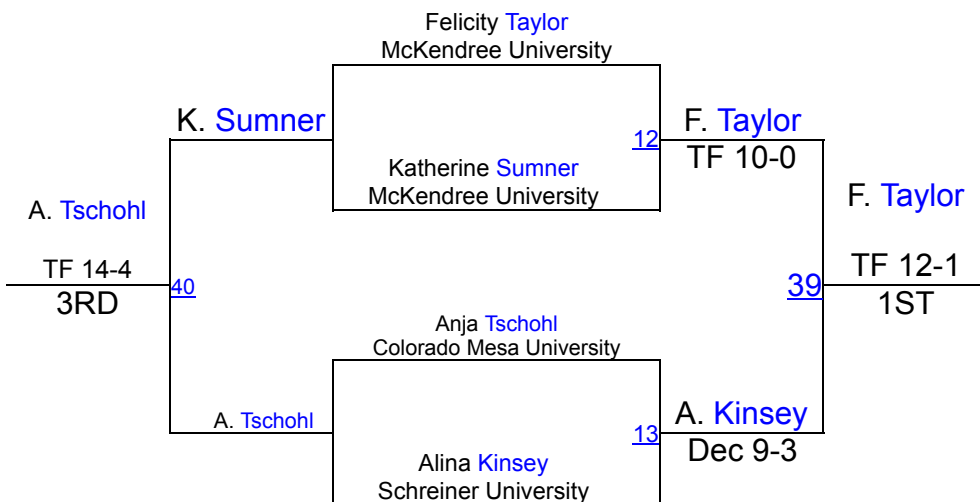 Felicity Taylor
McKendree University
K. Sumner
12
F. Taylor
TF 10-0
Katherine Sumner
McKendree University
A. Tschohl
F. Taylor
TF 14-4
3RD
40
39
TF 12-1
1ST
Anja Tschohl
Colorado Mesa University
A. Tschohl
13
A. Kinsey
Dec 9-3
Alina Kinsey
Schreiner University